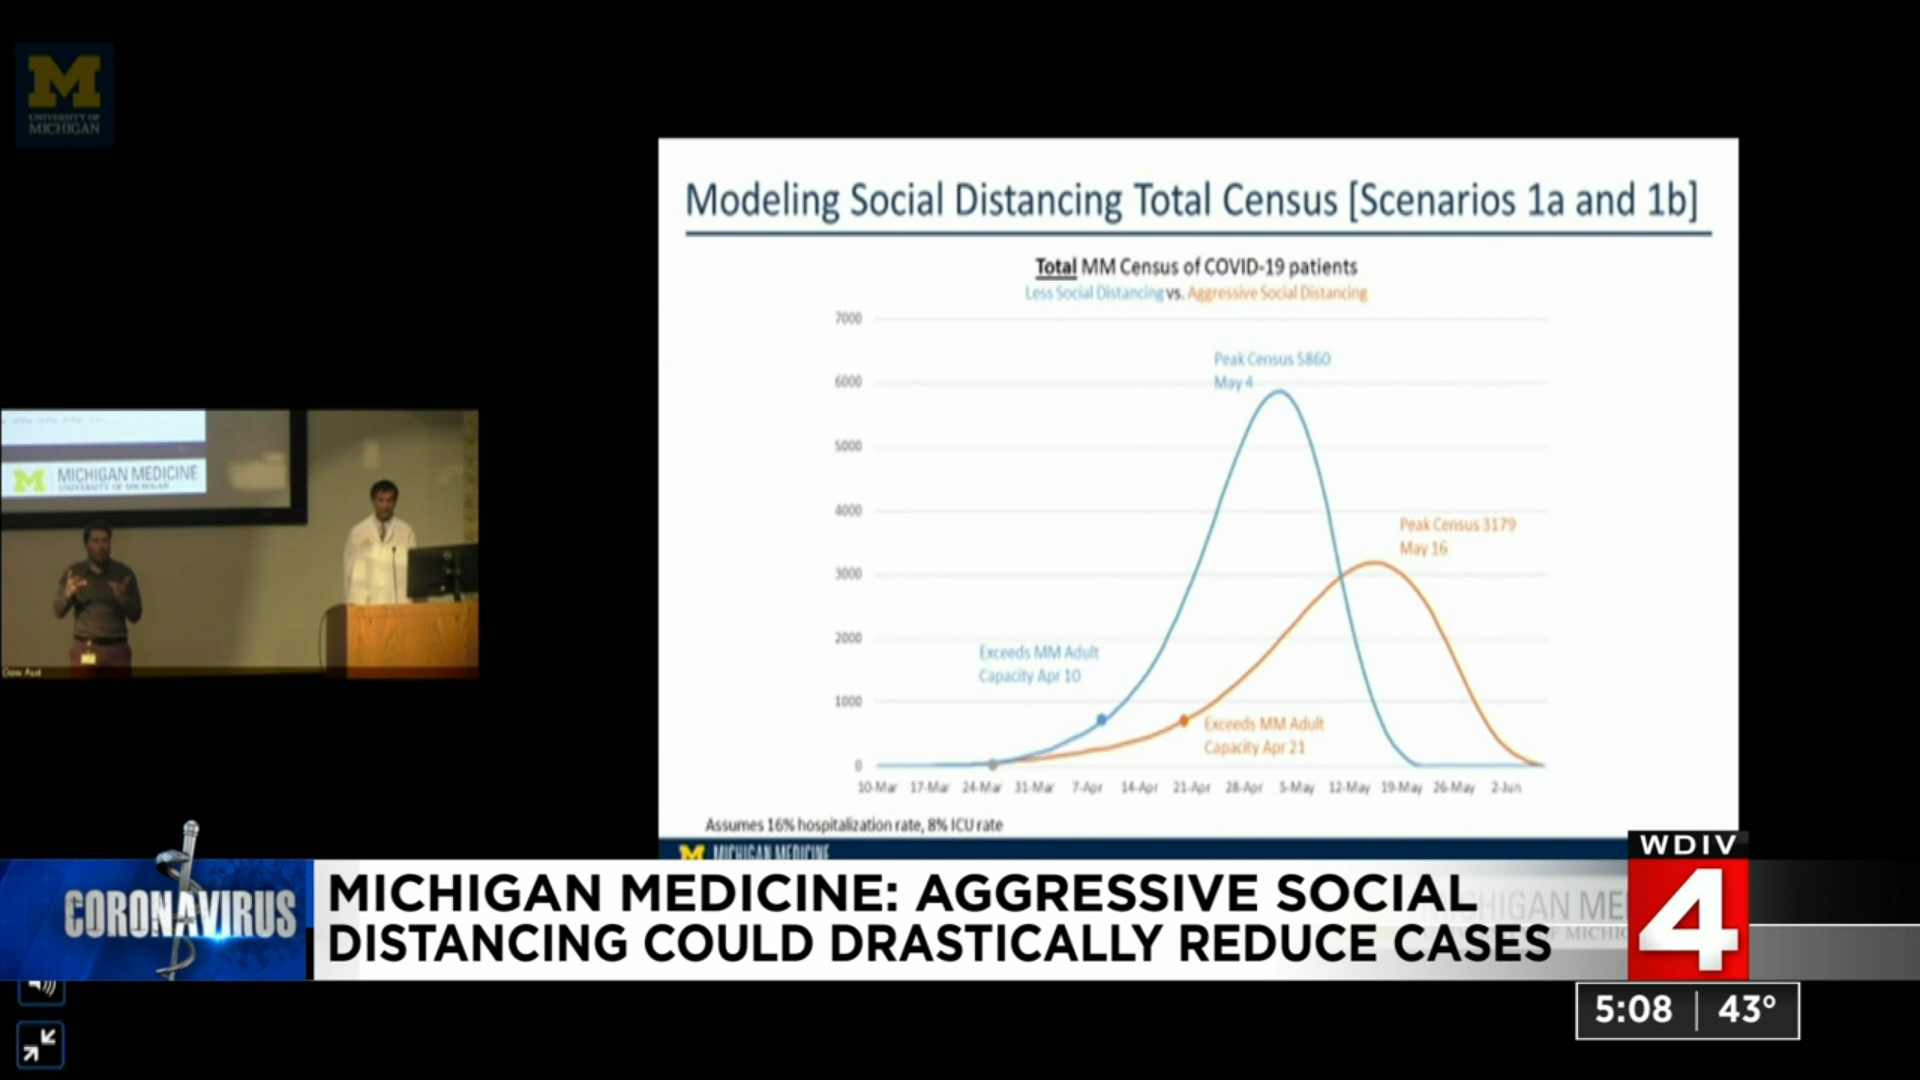 UNIVERSITY OF
MICHIGAN
Modeling Social Distancing Total Census [Scenarios 1a and 1b]
Total MM Census of COVID-19 patients
Less Social Distancing vs. Aggressive Social Distancing
7000
6000
5000
4000
3000
2000
1000
0
Peak Census 5860
May 4
Peak Census 3179
May 16
Exceeds MM Adult
Capacity Apr 10
Exceeds MM Adult
Capacity Apr 21
10-Mar 17-Mar 24-Mar 31-Mar 7-Apr 14-Apr 21-Apr 28-Apr 5-May 12-May 19-May 26-May 2-Jun
Assumes 16% hospitalization rate, 8% ICU rate
M MICHIGAN MEDICINE
M MICHIGAN MEDICINE
UNIVERSITY OF MICHIGAN
Dow Aud
CORONAVIRUS
MICHIGAN MEDICINE: AGGRESSIVE SOCIAL
DISTANCING COULD DRASTICALLY REDUCE CASES
WDIV
4
5:08 43°